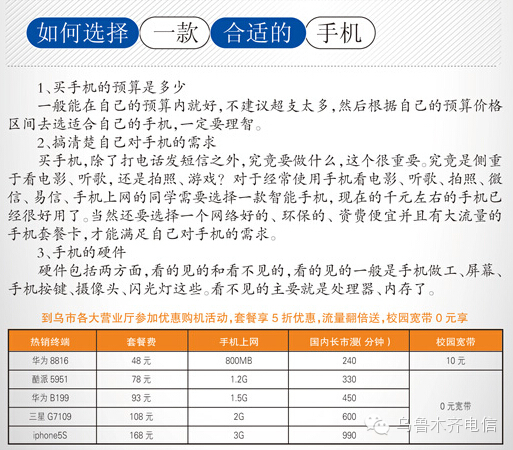 如何选择一款合适的手机
1、买手机的预算是多少
一般能在自己的预算内就好,不建议超支太多,然后根据自己的预算价格
区间去选适合自己的手机,一定要理智。
2、搞清楚自己对手机的需求
买手机,除了打电话发短信之外,究竟要做什么,这个很重要。究竟是侧重
于看电影、听歌,还是拍照、游戏? 对于经常使用手机看电影、听歌、拍照、微
信、易信、手机上网的同学需要选择一款智能手机,现在的千元左右的手机已
经很好用了。当然还要选择一个网络好的、环保的、资费便宜并且有大流量的
手机套餐卡,才能满足自己对手机的需求。
3、手机的硬件
硬件包括两方面,看的见的和看不见的,看的见的一般是手机做工、屏幕、
手机按键、摄像头、闪光灯这些。看不见的主要就是处理器、内存了。
到乌市各大营业厅参加优惠购机活动,套餐享5折优惠,流量翻倍送,校园宽带0元享
热销终端 套餐费 手机上网 国内长市漫(分钟) 校园宽带
华为 8816 48 元 800MB 240 10 元
酷派 5951 78 元 1.2G 330
华为 B199 93 元 1.5G 450
0 元宽带
三星 G7109 108 元 2G 600
iphone5S 168 元 3G 990
乌鲁木齐电信